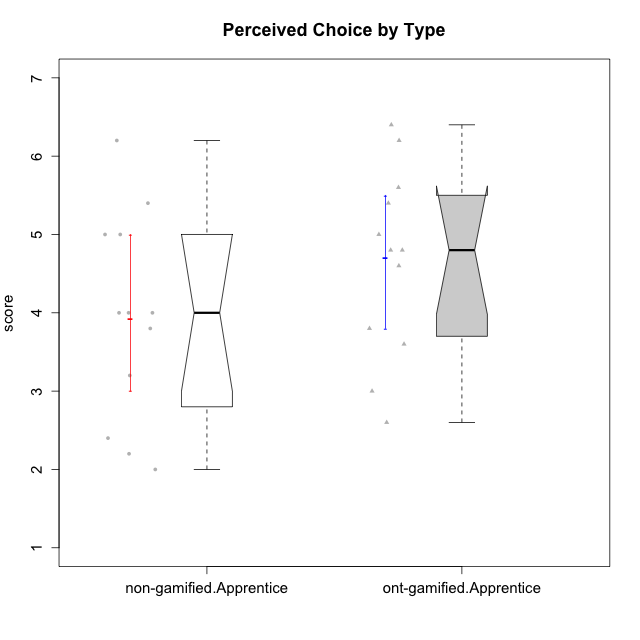 Perceived Choice by Type
7
6
5
4
3
2
1
score
non-gamified.Apprentice
ont-gamified.Apprentice